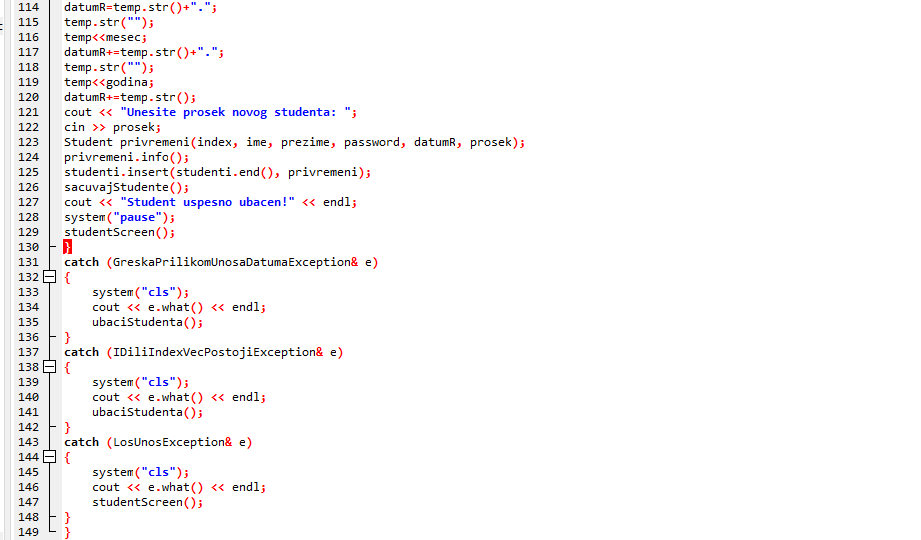 114 datumR=temp.str()+".";
115 temp.str("");
116 temp<<mesec;
117 datumR+=temp.str()+".";
118 temp.str("");
119 temp<<godina;
120 datumR+=temp.str();
121 cout << "Unesite prosek novog studenta: ";
122 cin >> prosek;
123 Student privremeni(index, ime, prezime, password, datumR, prosek);
124 privremeni.info();
125 studenti.insert(studenti.end(), privremeni);
126 sacuvajStudente();
127 cout << "Student uspesno ubacen!" << endl;
128 system("pause");
129 studentScreen();
130 }
131 catch (GreskaPrilikomUnosaDatumaException& e)
132 {
133     system("cls");
134     cout << e.what() << endl;
135     ubaciStudenta();
136 }
137 catch (IDiliIndexVecPostojiException& e)
138 {
139     system("cls");
140     cout << e.what() << endl;
141     ubaciStudenta();
142 }
143 catch (LosUnosException& e)
144 {
145     system("cls");
146     cout << e.what() << endl;
147     studentScreen();
148 }
149 }